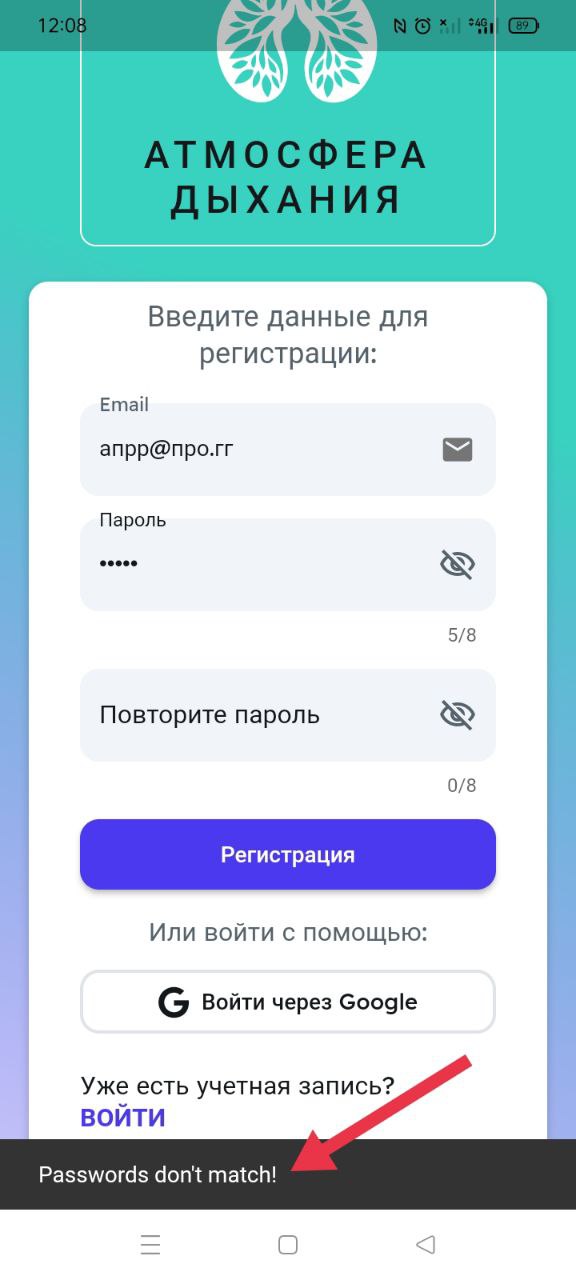 12:08
4G
89
АТМОСФЕРА
ДЫХАНИЯ
Введите данные для
регистрации:
Email
апрр@про.гг
Пароль
•••••
5/8
Повторите пароль
0/8
Регистрация
Или войти с помощью:
G Войти через Google
Уже есть учетная запись?
ВОЙТИ
Passwords don't match!